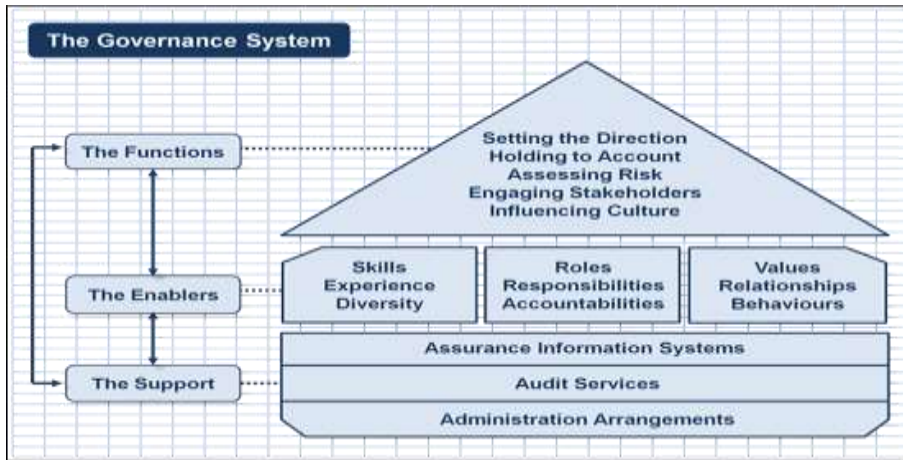 The Governance System
The Functions
Setting the Direction
Holding to Account
Assessing Risk
Engaging Stakeholders
Influencing Culture
The Enablers
Skills
Experience
Diversity
Roles
Responsibilities
Accountabilities
Values
Relationships
Behaviours
The Support
Assurance Information Systems
Audit Services
Administration Arrangements